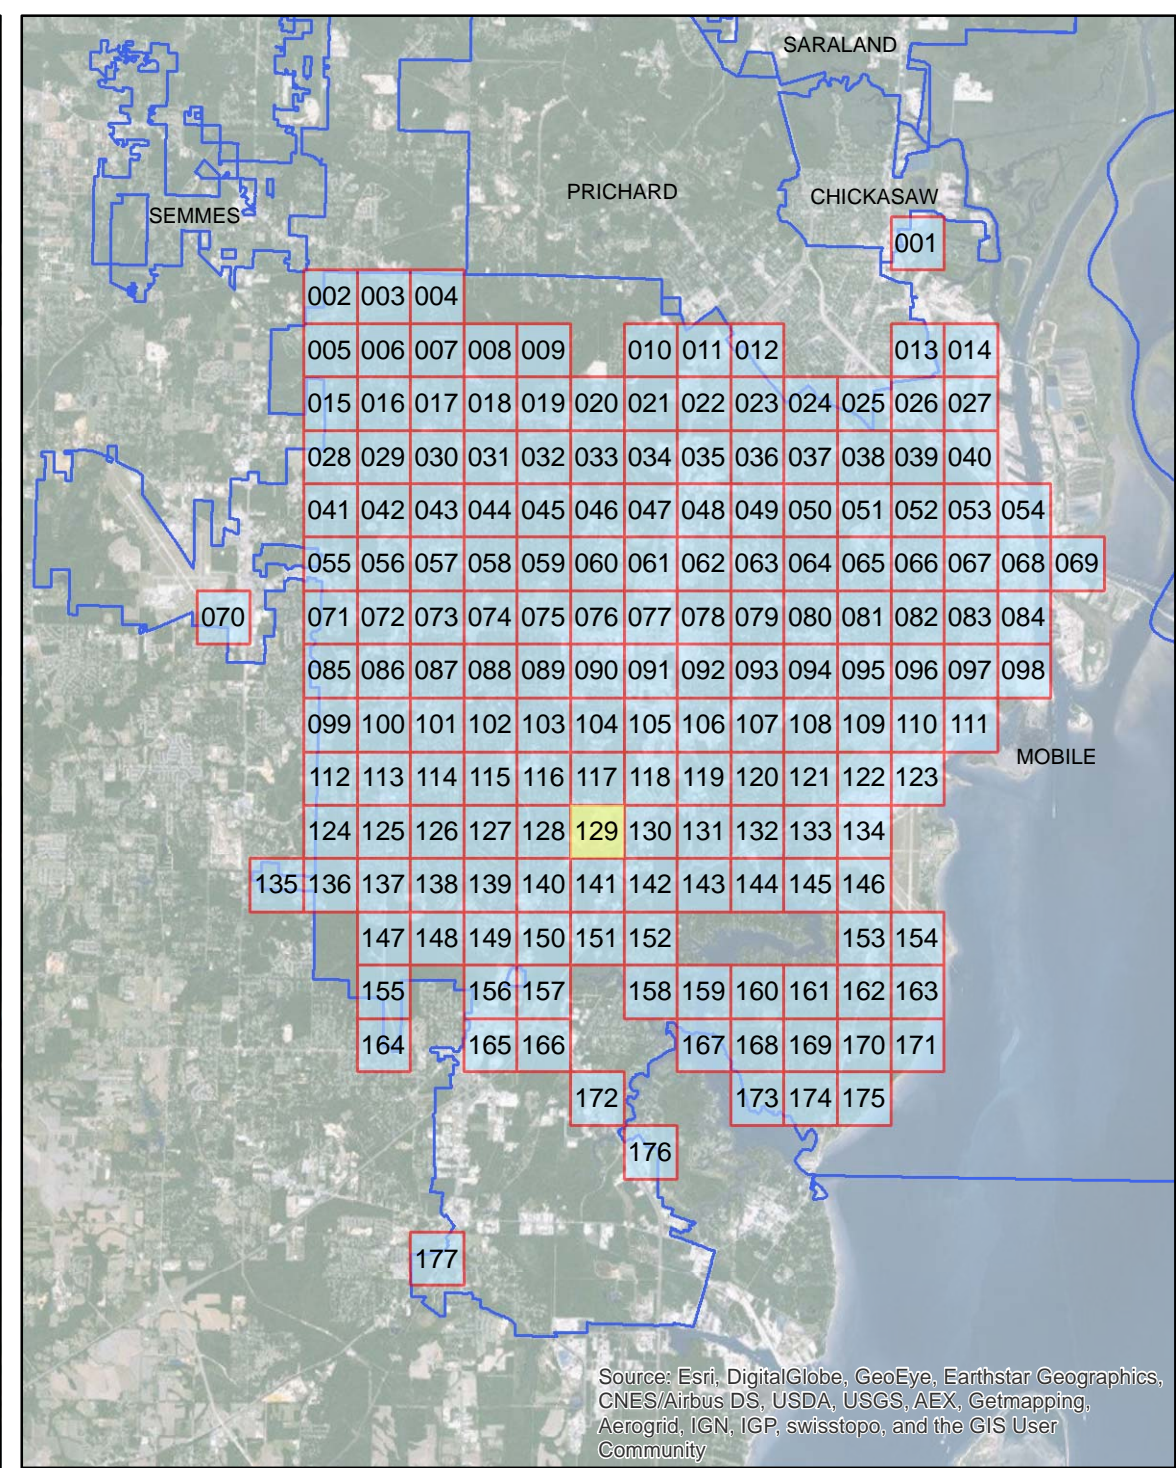 SARALAND
PRICHARD
CHICKASAW
SEMMES
001
002 003 004
005 006 007 008 009 010 011 012 013 014
015 016 017 018 019 020 021 022 023 024 025 026 027
028 029 030 031 032 033 034 035 036 037 038 039 040
041 042 043 044 045 046 047 048 049 050 051 052 053 054
055 056 057 058 059 060 061 062 063 064 065 066 067 068 069
070 071 072 073 074 075 076 077 078 079 080 081 082 083 084
085 086 087 088 089 090 091 092 093 094 095 096 097 098
099 100 101 102 103 104 105 106 107 108 109 110 111
MOBILE
112 113 114 115 116 117 118 119 120 121 122 123
124 125 126 127 128 129 130 131 132 133 134
135 136 137 138 139 140 141 142 143 144 145 146
147 148 149 150 151 152 153 154
155 156 157 158 159 160 161 162 163
164 165 166 167 168 169 170 171
172 173 174 175
176
177
Source: Esri, DigitalGlobe, GeoEye, Earthstar Geographics,
CNES/Airbus DS, USDA, USGS, AEX, Getmapping,
Aerogrid, IGN, IGP, swisstopo, and the GIS User
Community